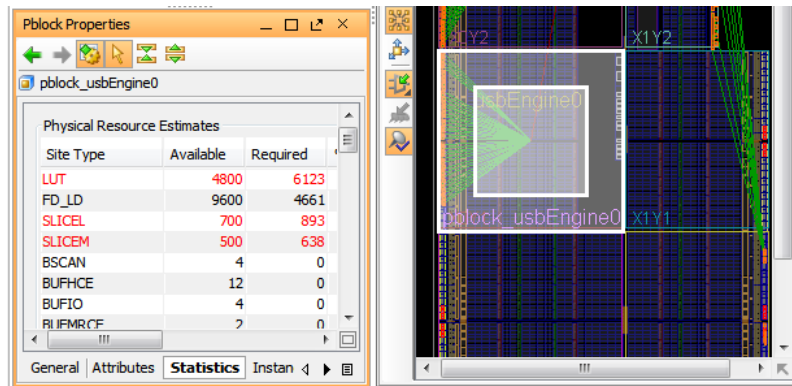 Pblock Properties
pblock_usbEngine0
Physical Resource Estimates
Site Type Available Required
LUT 4800 6123
FD_LD 9600 4661
SLICEL 700 893
SLICEM 500 638
BSCAN 4 0
BUFHCE 12 0
BUFIO 4 0
BUFMRCE 2 0
General Attributes Statistics Instan
Y2 X1Y2
usbEngine0
pblock_usbEngine0 X1Y1